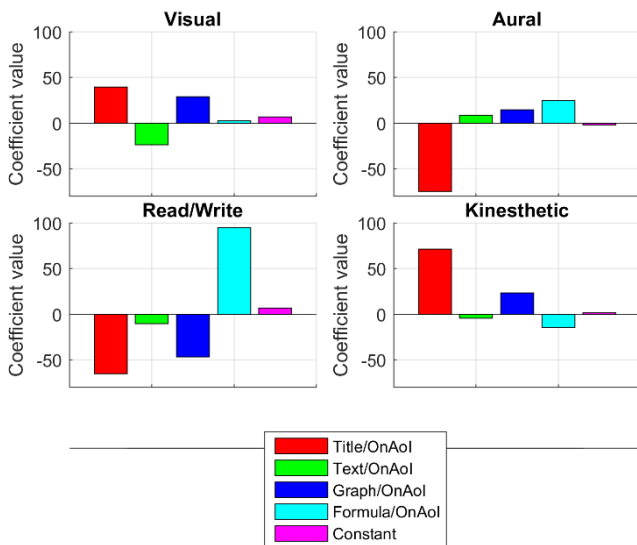 Visual
Aural
100
50
0
-50
Coefficient value
100
50
0
-50
Coefficient value
Read/Write
Kinesthetic
100
50
0
-50
Coefficient value
100
50
0
-50
Coefficient value
Title/OnAoI
Text/OnAoI
Graph/OnAoI
Formula/OnAoI
Constant